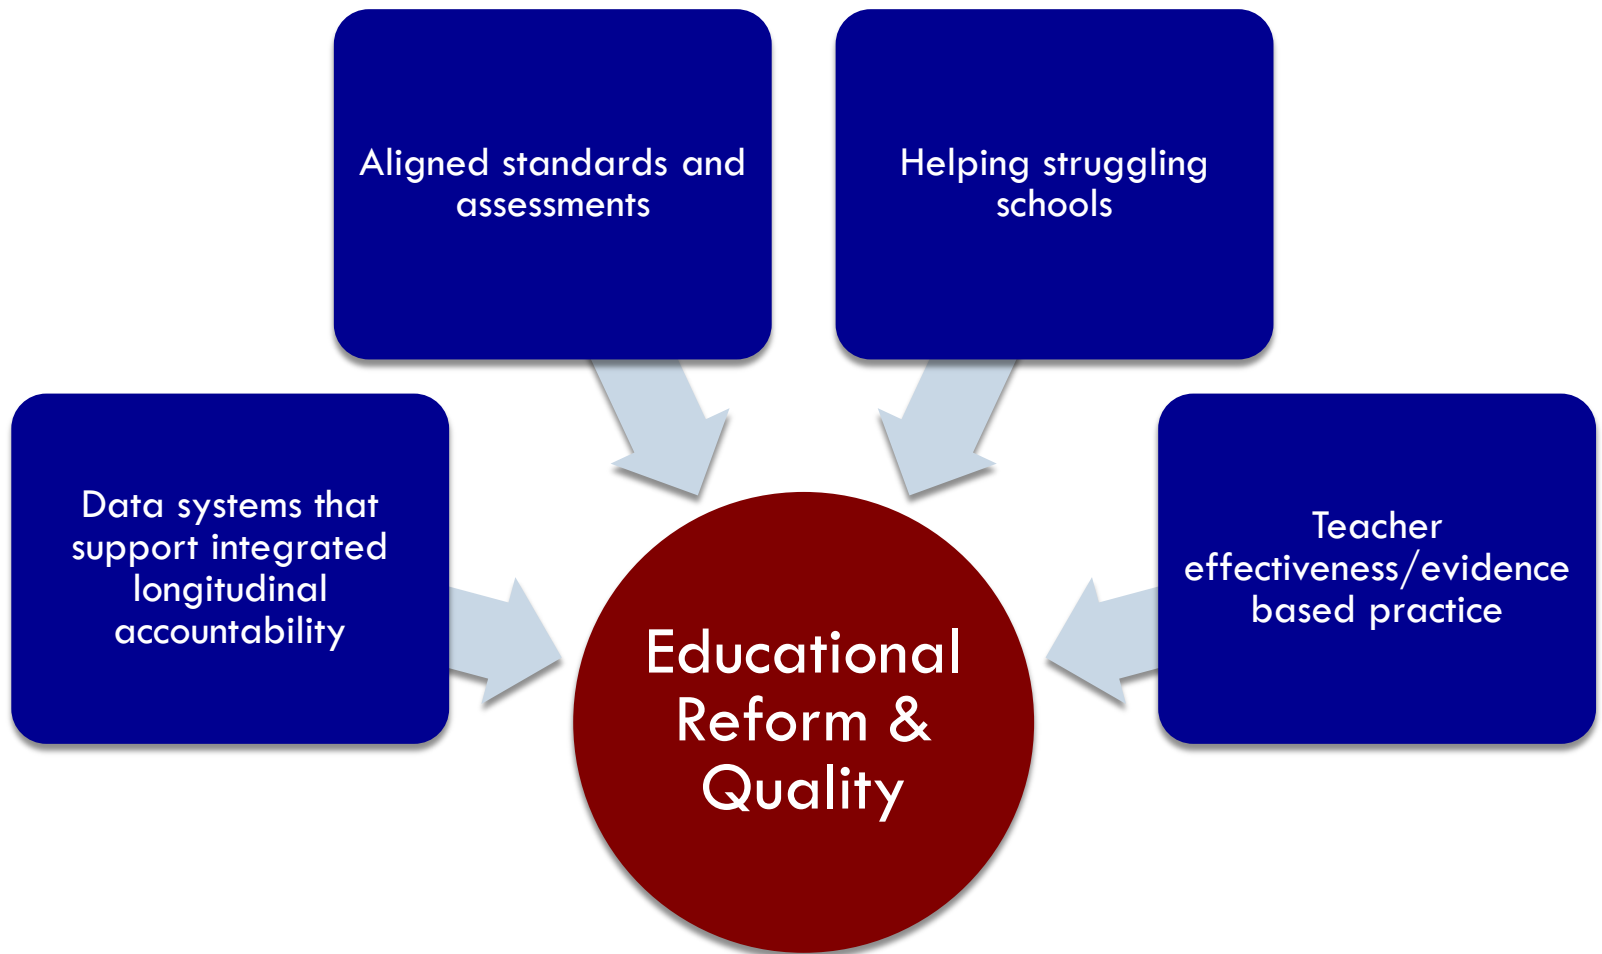 Aligned standards and
assessments
Helping struggling
schools
Data systems that
support integrated
longitudinal
accountability
Teacher
effectiveness/evidence
based practice
Educational
Reform &
Quality